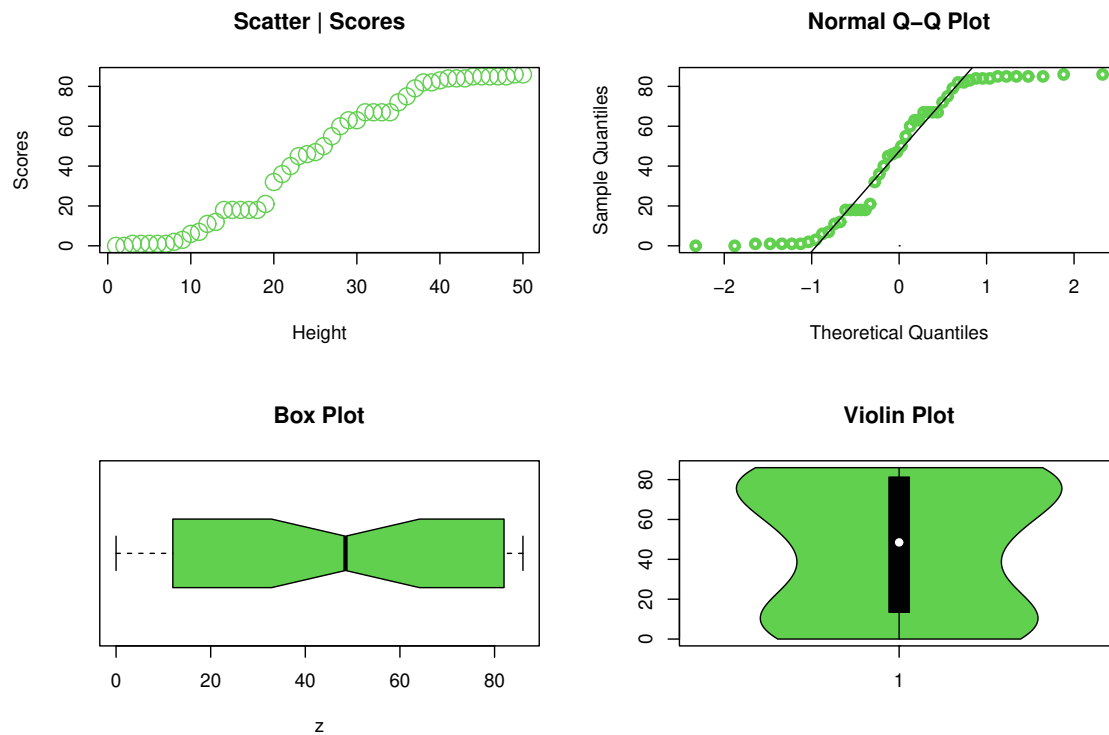 Scatter | Scores
Scores
80
60
40
20
0
0 10 20 30 40 50
Height
Normal Q−Q Plot
Sample Quantiles
80
60
40
20
0
−2 −1 0 1 2
Theoretical Quantiles
Box Plot
0 20 40 60 80
z
Violin Plot
80
60
40
20
0
1